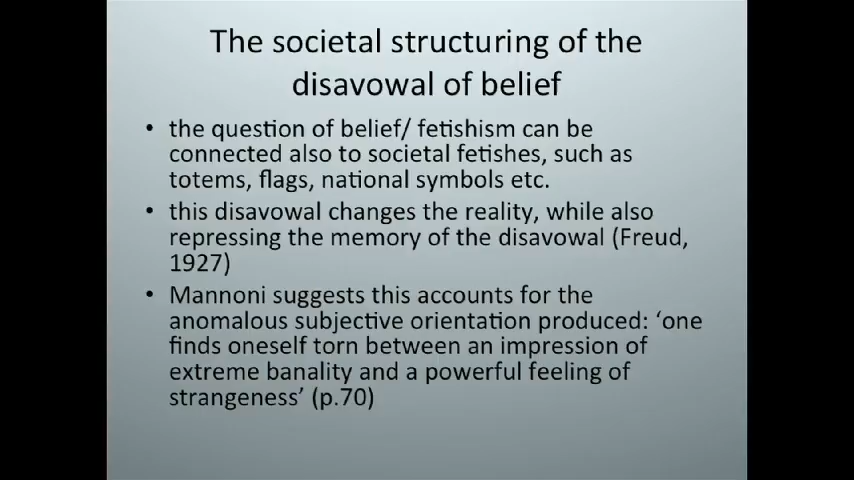 The societal structuring of the
disavowal of belief
• the question of belief/ fetishism can be
connected also to societal fetishes, such as
totems, flags, national symbols etc.
• this disavowal changes the reality, while also
repressing the memory of the disavowal (Freud,
1927)
• Mannoni suggests this accounts for the
anomalous subjective orientation produced: ‘one
finds oneself torn between an impression of
extreme banality and a powerful feeling of
strangeness’ (p.70)